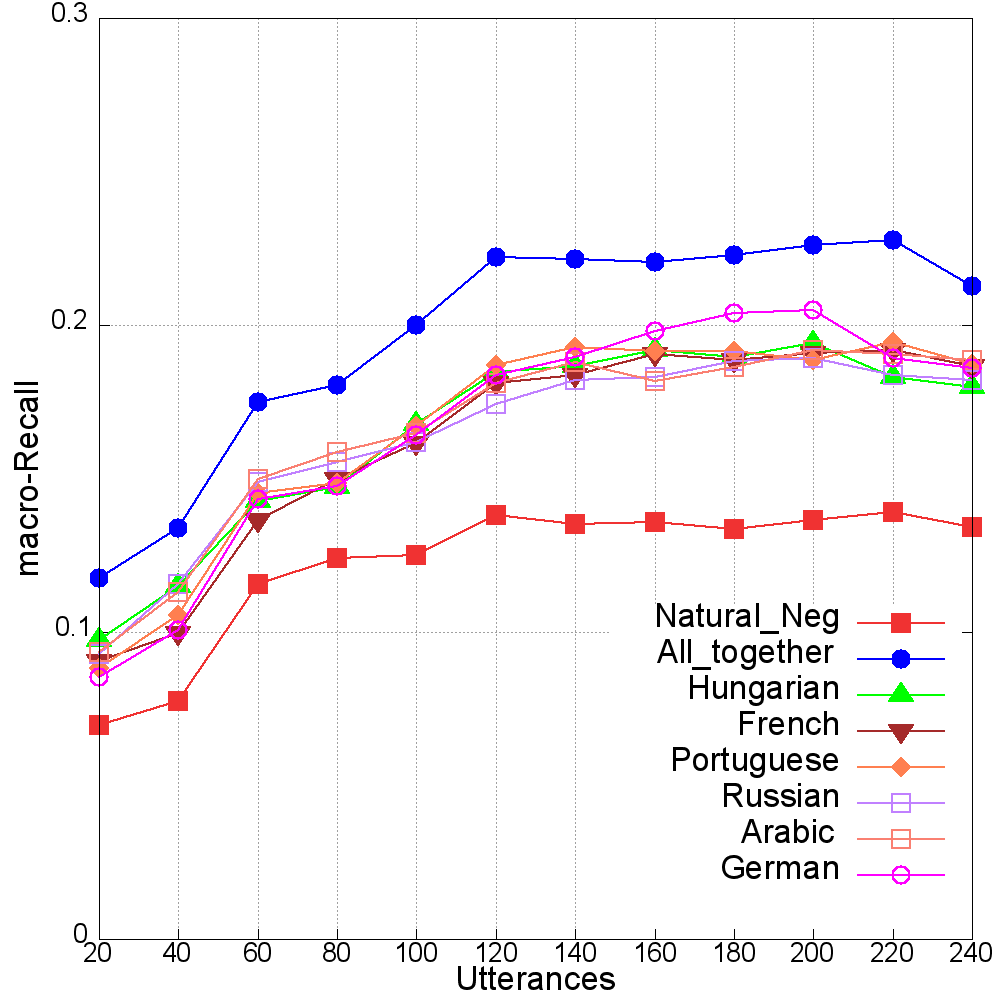 0.3
0.2
0.1
0
macro-Recall
Natural_Neg
All_together
Hungarian
French
Portuguese
Russian
Arabic
German
20 40 60 80 100 120 140 160 180 200 220 240
Utterances